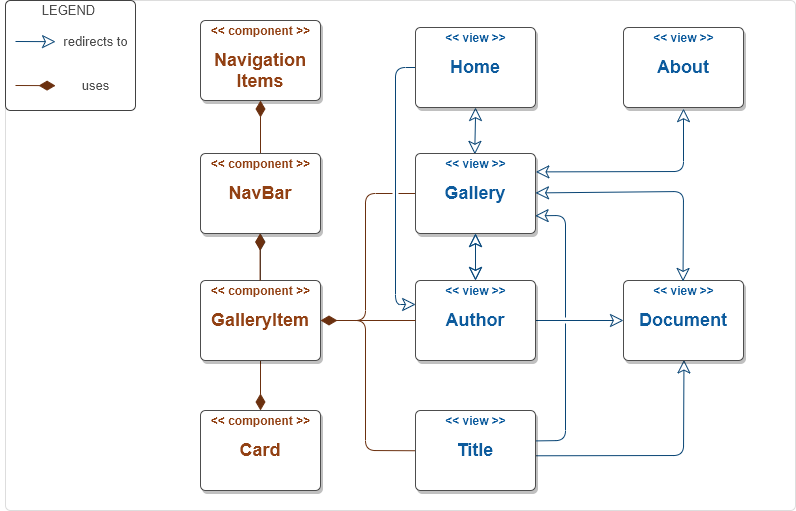 LEGEND
redirects to
uses
<< component >>
Navigation
Items
<< view >>
Home
<< view >>
About
<< component >>
NavBar
<< view >>
Gallery
<< component >>
GalleryItem
<< view >>
Author
<< view >>
Document
<< component >>
Card
<< view >>
Title